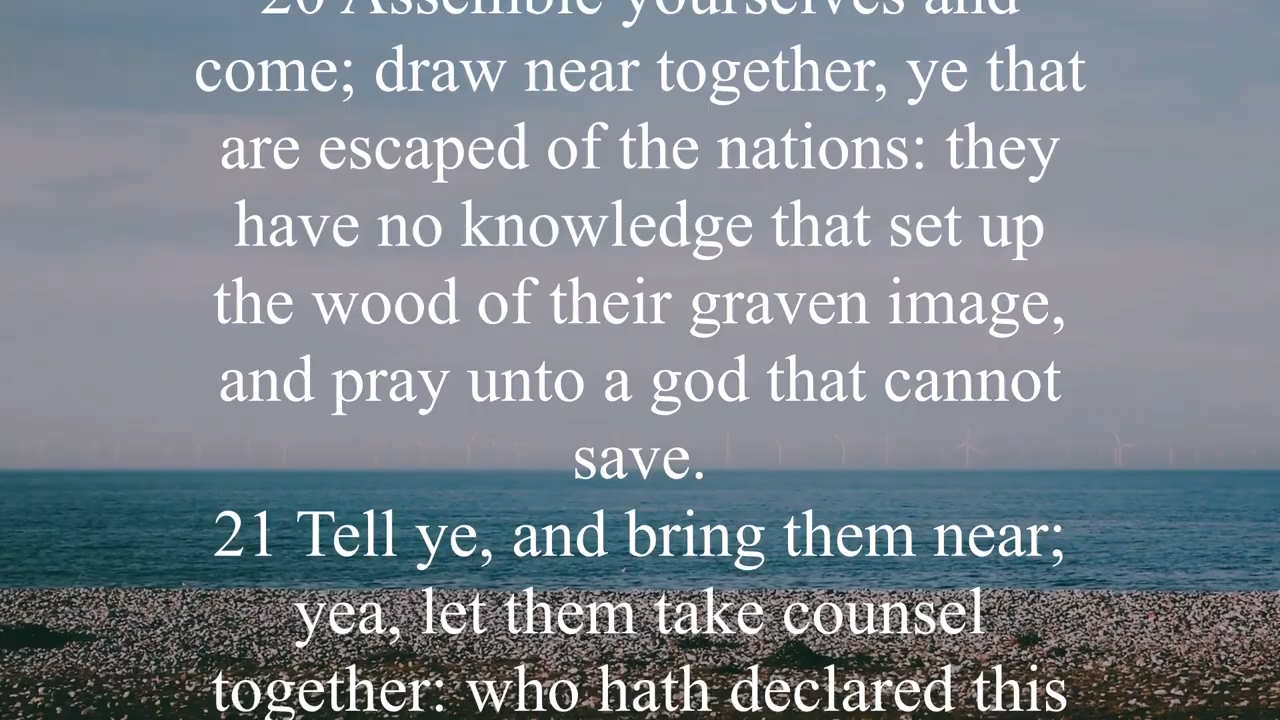 20 Assemble yourselves and
come; draw near together, ye that
are escaped of the nations: they
have no knowledge that set up
the wood of their graven image,
and pray unto a god that cannot
save.
21 Tell ye, and bring them near;
yea, let them take counsel
together: who hath declared this